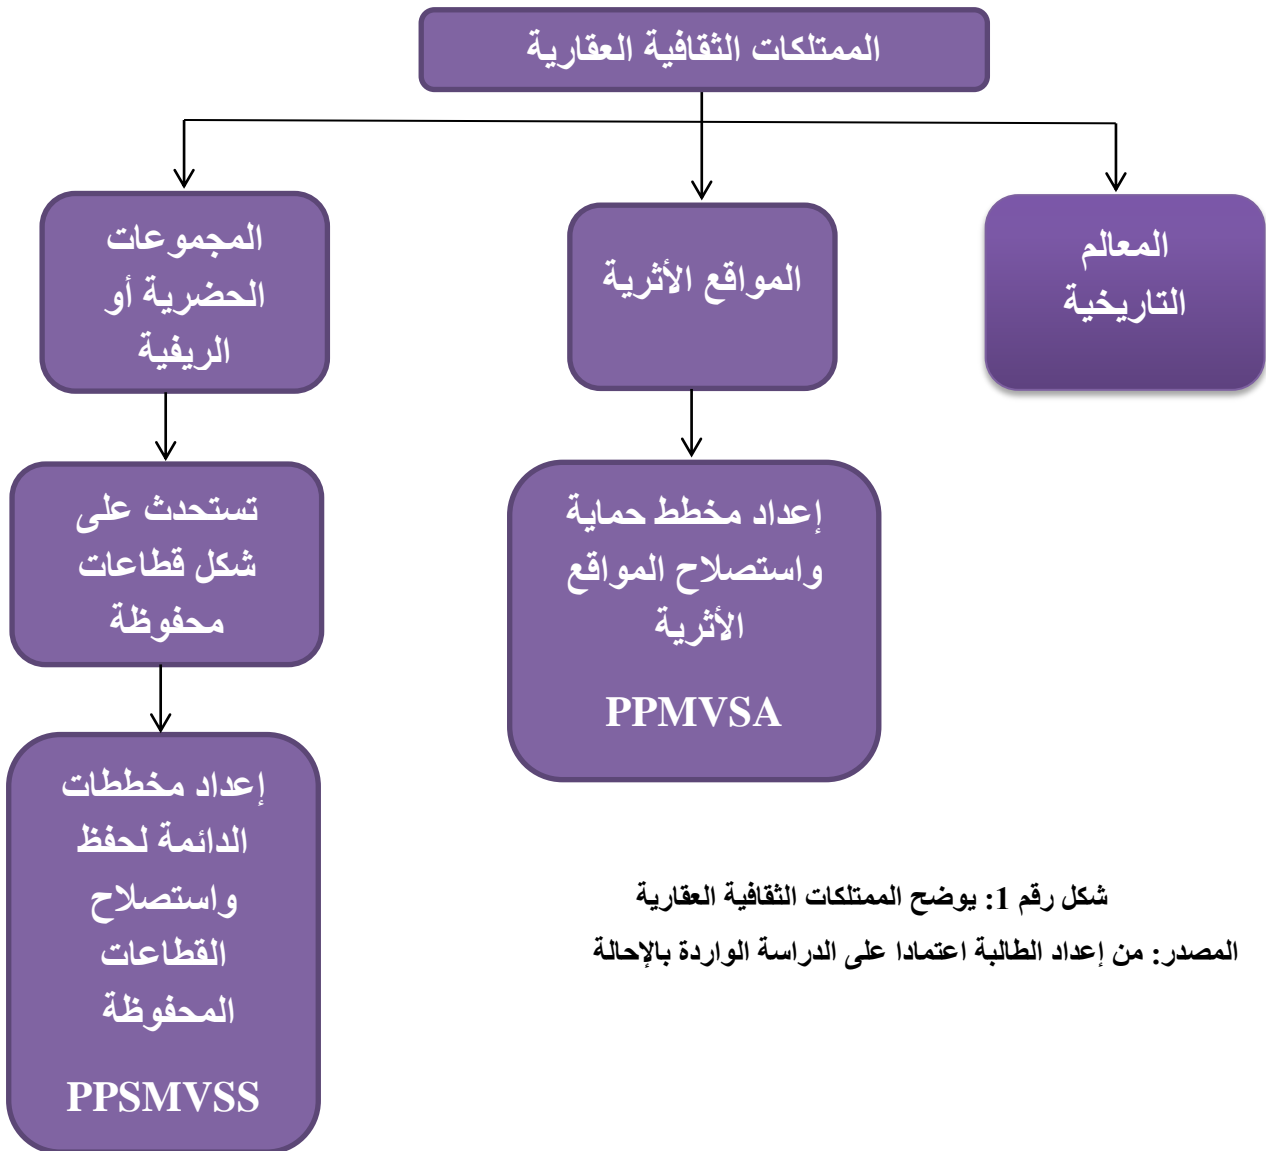 الممتلكات الثقافية العقارية
المعالم
التاريخية
المواقع الأثرية
المجموعات
الحضرية أو
الريفية
إعداد مخطط حماية
واستصلاح المواقع
الأثرية
PPMVSA
تستحدث على
شكل قطاعات
محفوظة
إعداد مخططات
الدائمة لحفظ
واستصلاح
القطاعات
المحفوظة
PPSMVSS
شكل رقم 1: يوضح الممتلكات الثقافية العقارية
المصدر: من إعداد الطالبة اعتمادا على الدراسة الواردة بالإحالة